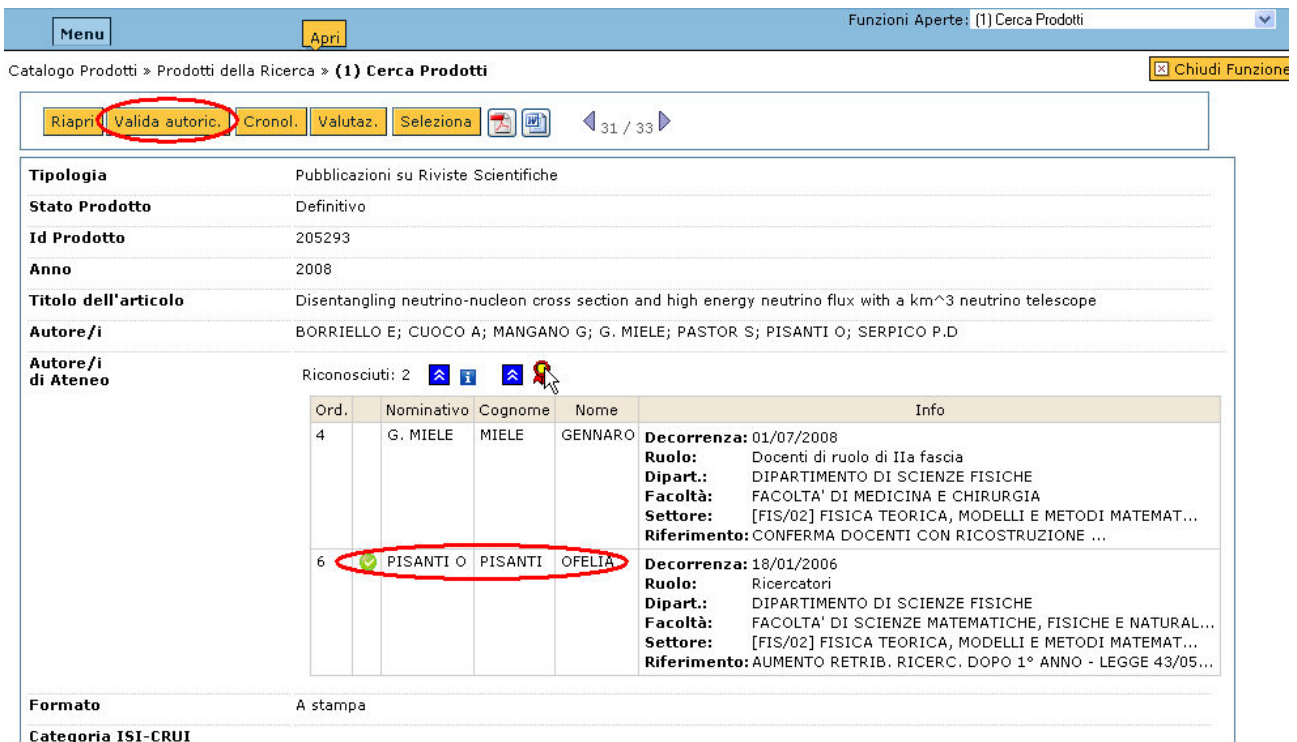 Menu Apri Funzioni Aperte: (1) Cerca Prodotti
Catalogo Prodotti » Prodotti della Ricerca » (1) Cerca Prodotti Chiudi Funzione
Riapri Valida autoric. Cronol. Valutaz. Seleziona 31 / 33
Tipologia Pubblicazioni su Riviste Scientifiche
Stato Prodotto Definitivo
Id Prodotto 205293
Anno 2008
Titolo dell'articolo Disentangling neutrino-nucleon cross section and high energy neutrino flux with a km^3 neutrino telescope
Autore/i BORRIELLO E; CUOCO A; MANGANO G; G. MIELE; PASTOR S; PISANTI O; SERPICO P.D
Autore/i
di Ateneo
Riconosciuti: 2
Ord. Nominativo Cognome Nome Info
4 G. MIELE MIELE GENNARO Decorrenza: 01/07/2008
Ruolo: Docenti di ruolo di IIa fascia
Dipart.: DIPARTIMENTO DI SCIENZE FISICHE
Facoltà: FACOLTA' DI MEDICINA E CHIRURGIA
Settore: [FIS/02] FISICA TEORICA, MODELLI E METODI MATEMAT...
Riferimento: CONFERMA DOCENTI CON RICOSTRUZIONE ...
6 PISANTI O PISANTI OFELIA Decorrenza: 18/01/2006
Ruolo: Ricercatori
Dipart.: DIPARTIMENTO DI SCIENZE FISICHE
Facoltà: FACOLTA' DI SCIENZE MATEMATICHE, FISICHE E NATURAL...
Settore: [FIS/02] FISICA TEORICA, MODELLI E METODI MATEMAT...
Riferimento: AUMENTO RETRIB. RICERC. DOPO 1° ANNO - LEGGE 43/05...
Formato A stampa
Categoria ISI-CRUI